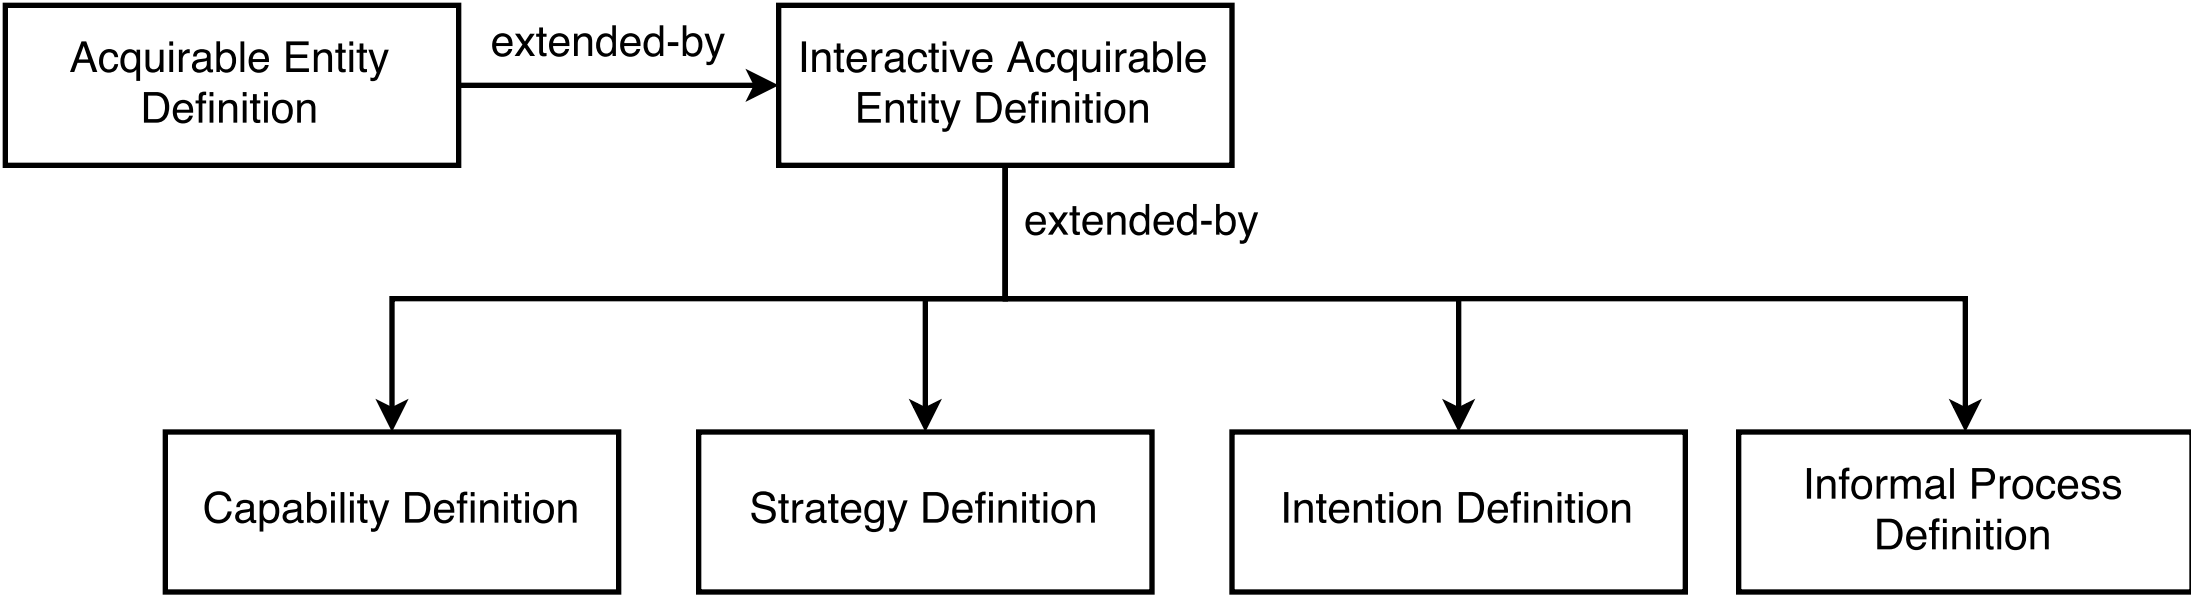 Acquirable Entity
Definition
extended-by
Interactive Acquirable
Entity Definition
extended-by
Capability Definition
Strategy Definition
Intention Definition
Informal Process
Definition